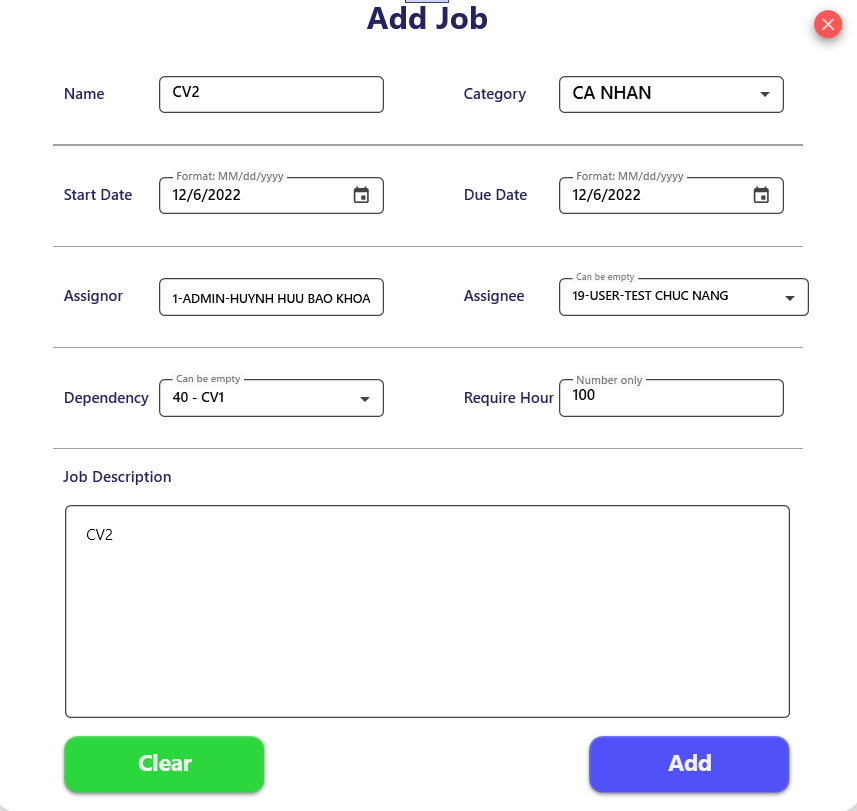 Add Job
Name CV2 Category CA NHAN
Format: MM/dd/yyyy Format: MM/dd/yyyy
Start Date 12/6/2022 Due Date 12/6/2022
Can be empty
Assignor 1-ADMIN-HUYNH HUU BAO KHOA Assignee 19-USER-TEST CHUC NANG
Can be empty Number only
Dependency 40 - CV1 Require Hour 100
Job Description
CV2
Clear Add